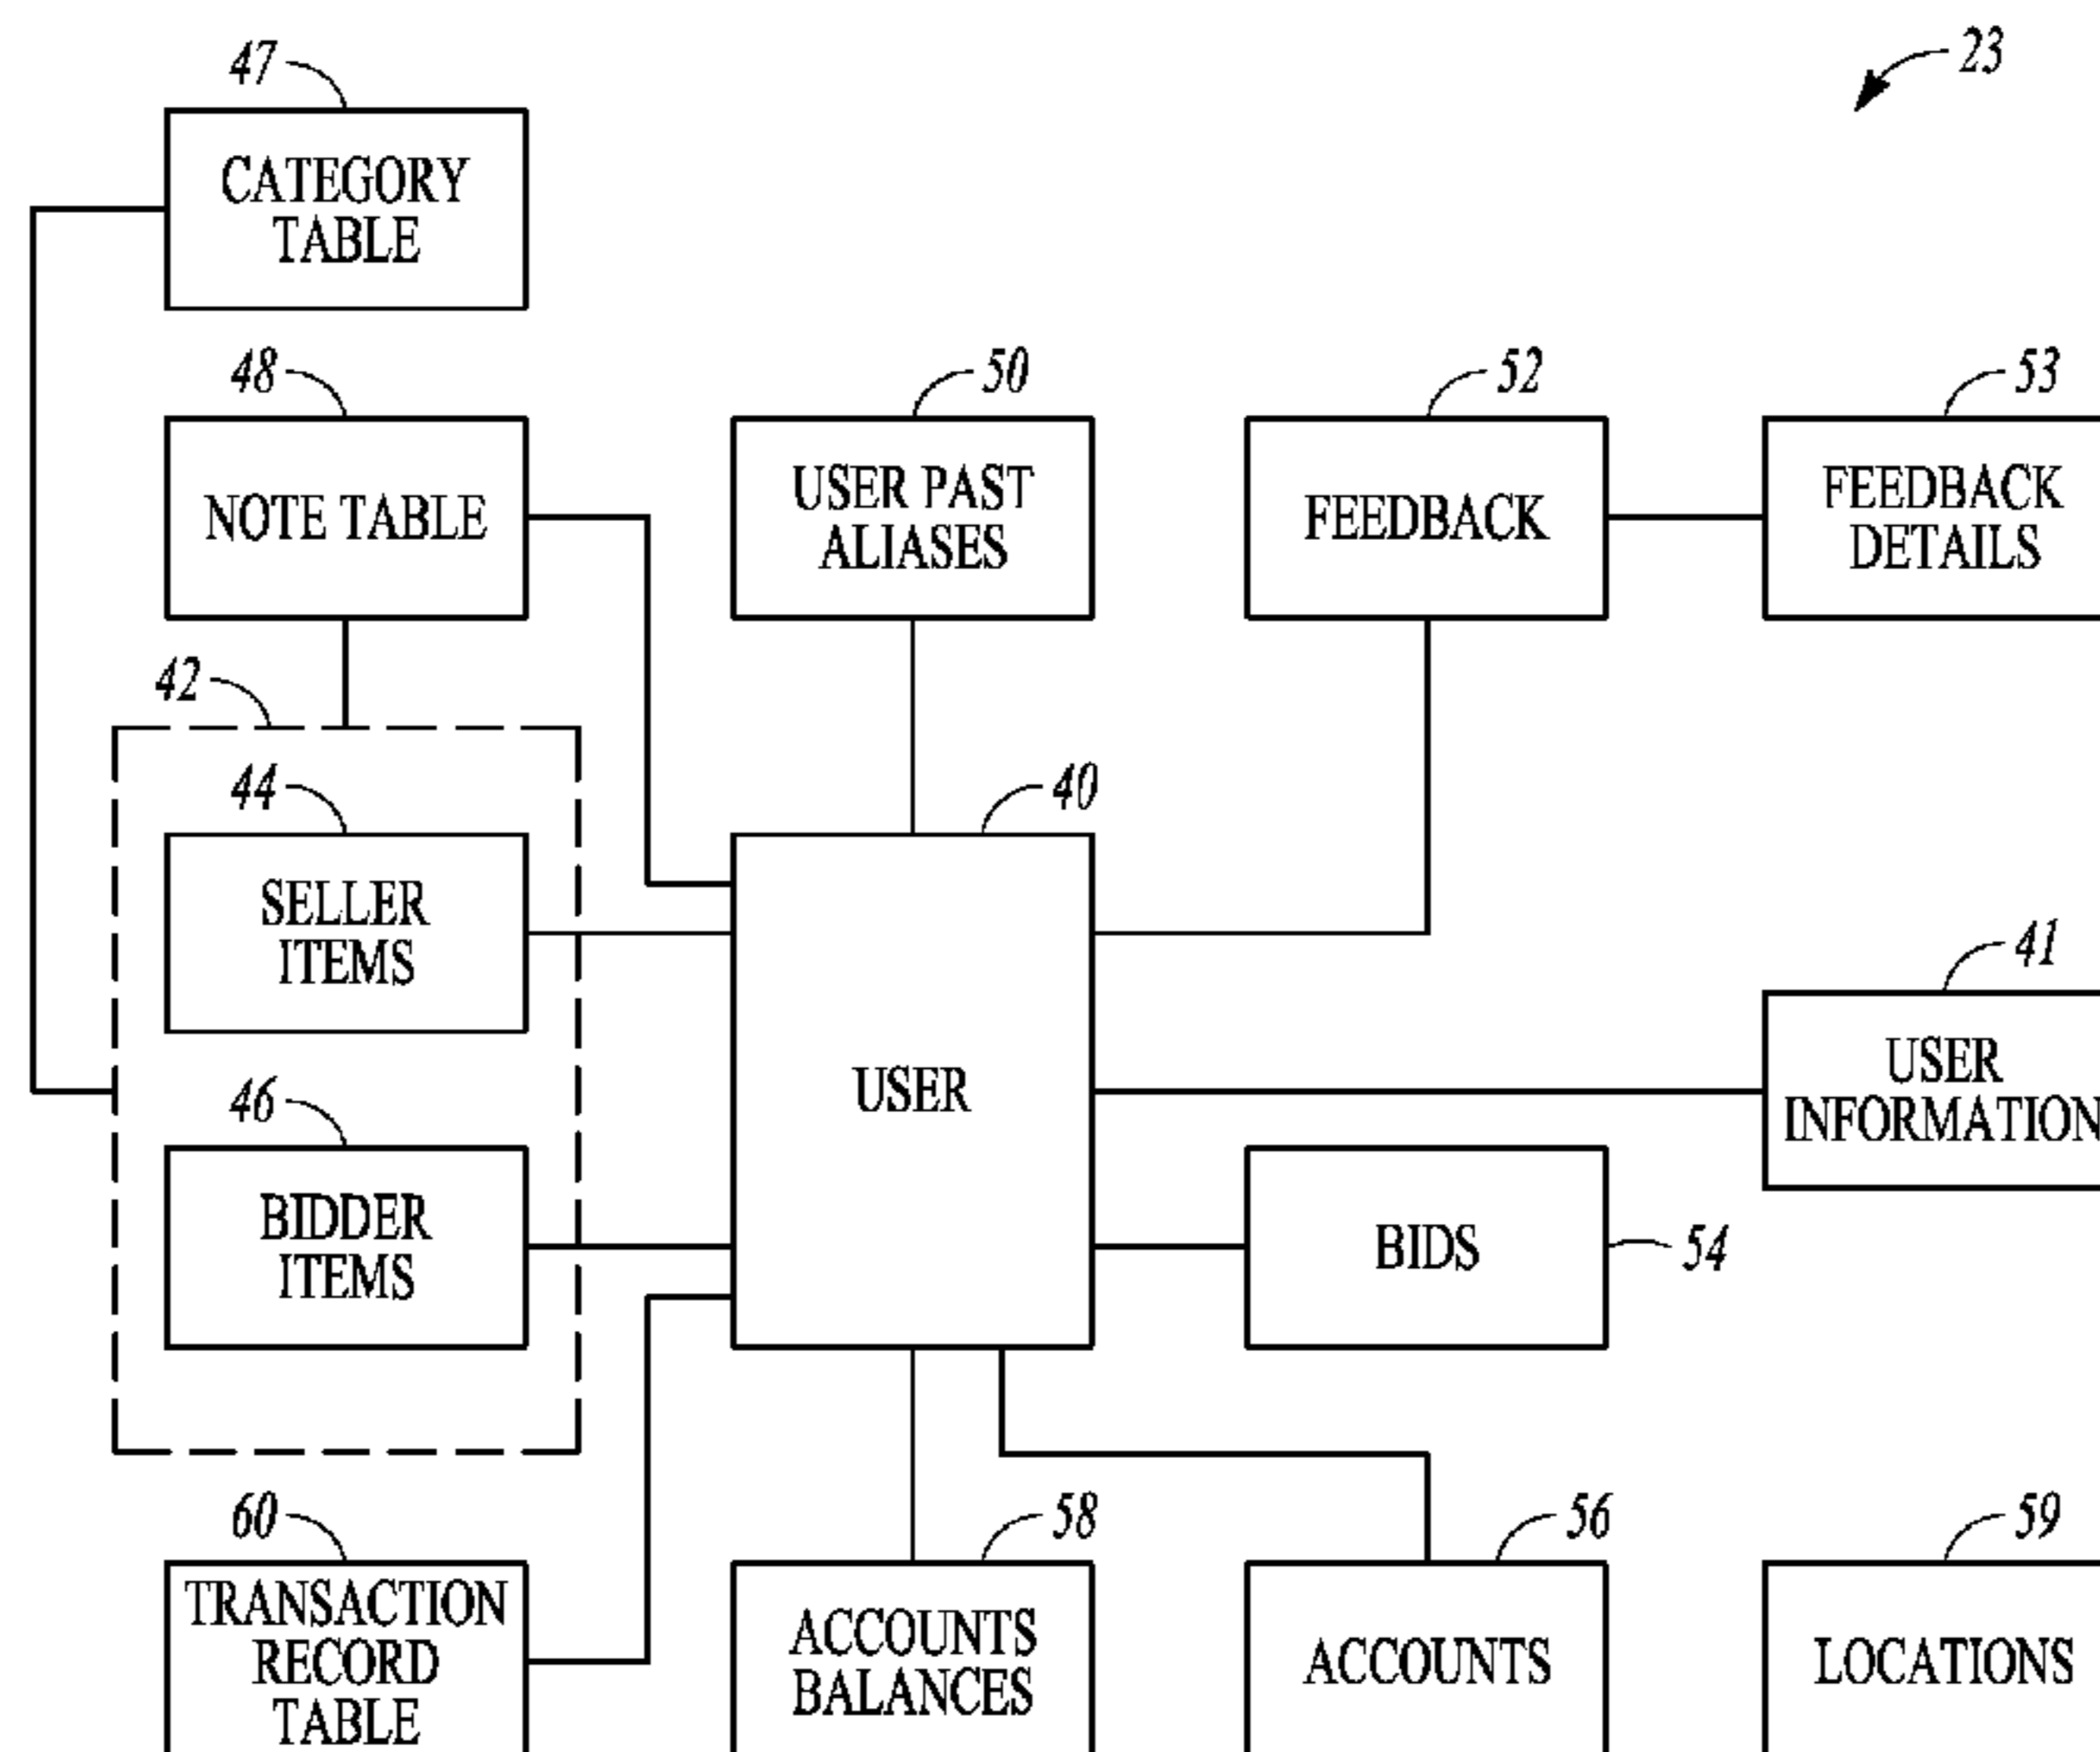 23
47
CATEGORY
TABLE
48
NOTE TABLE
50
USER PAST
ALIASES
52
FEEDBACK
53
FEEDBACK
DETAILS
42
44
SELLER
ITEMS
40
USER
41
USER
INFORMATION
46
BIDDER
ITEMS
BIDS
54
60
TRANSACTION
RECORD
TABLE
58
ACCOUNTS
BALANCES
56
ACCOUNTS
59
LOCATIONS